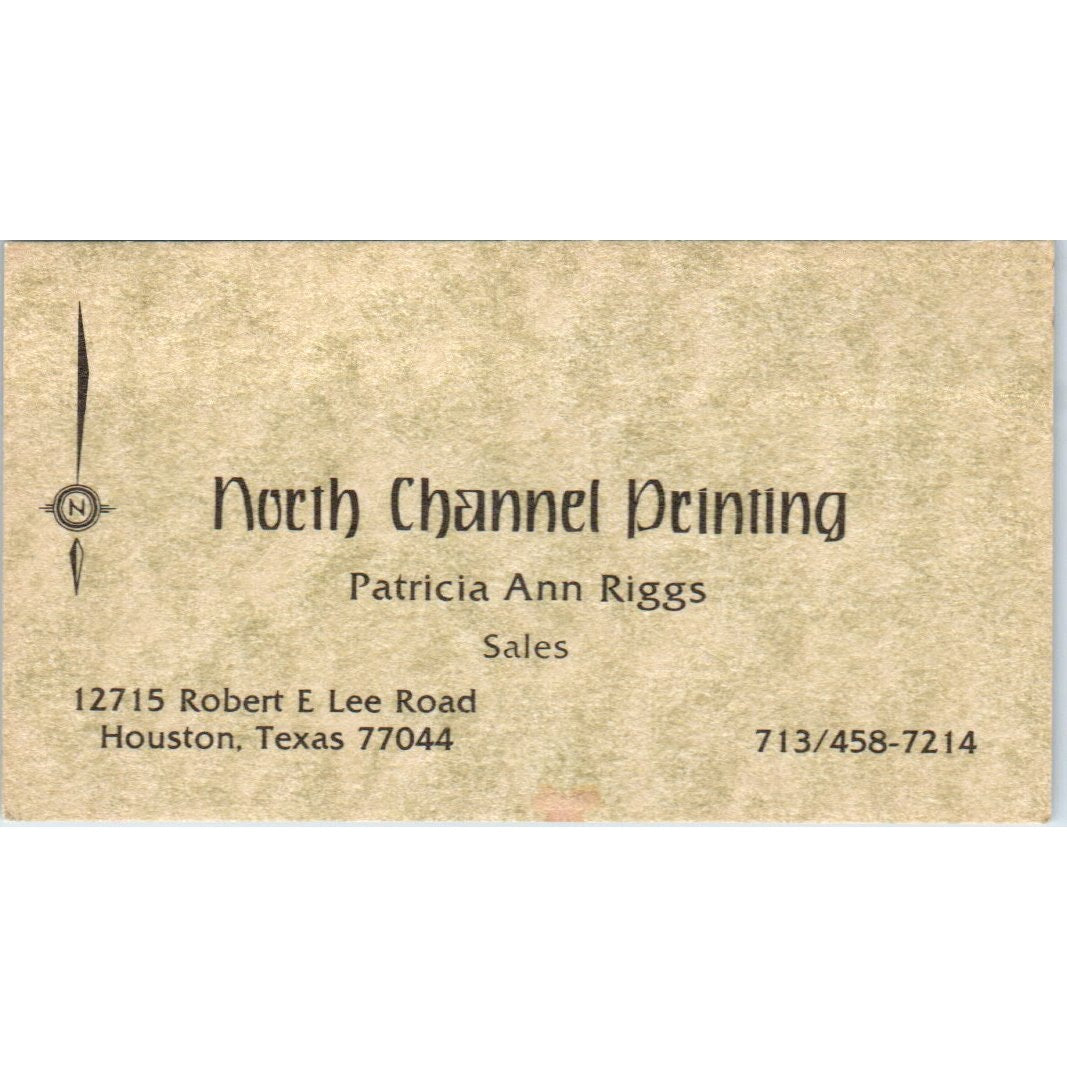 N
North Channel Printing
Patricia Ann Riggs
Sales
12715 Robert E Lee Road
Houston, Texas 77044
713/458-7214